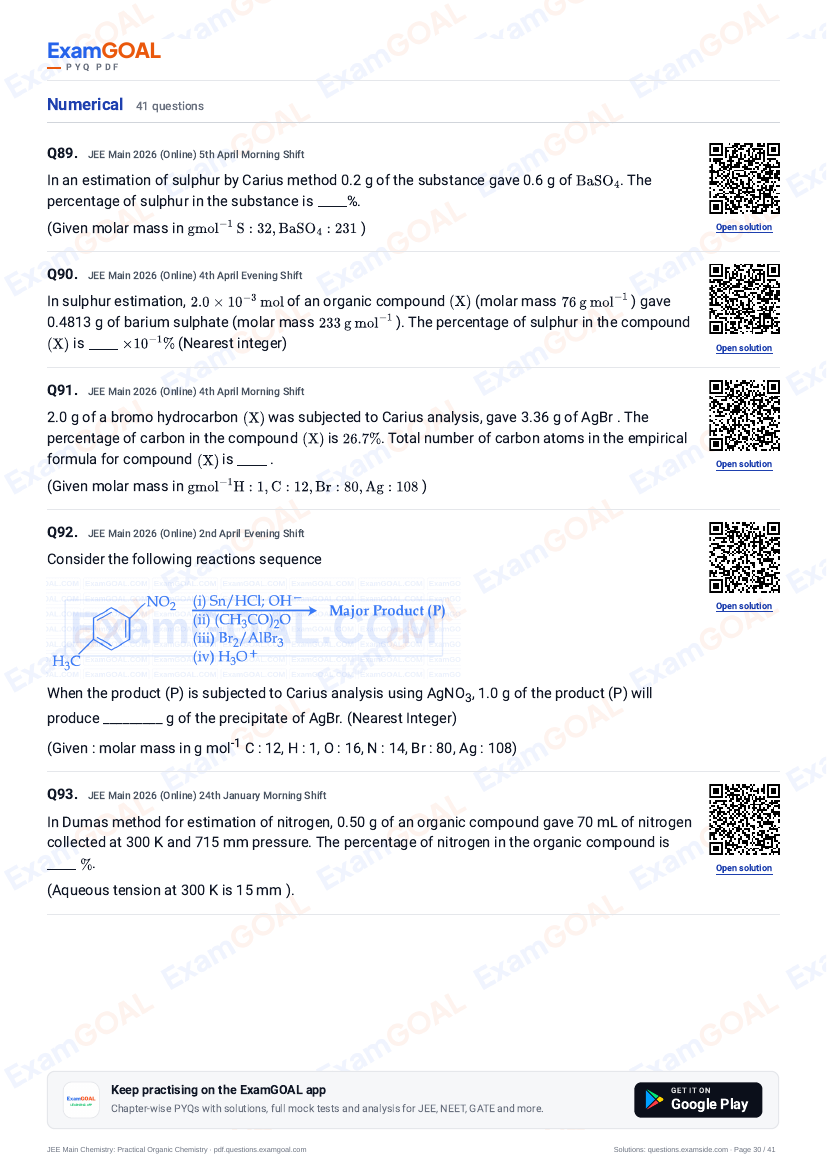 ExamGOAL
PYQ PDF
Numerical 41 questions
Q89. JEE Main 2026 (Online) 5th April Morning Shift
In an estimation of sulphur by Carius method 0.2 g of the substance gave 0.6 g of BaSO₄. The
percentage of sulphur in the substance is ____%.
(Given molar mass in gmol⁻¹ S : 32, BaSO₄ : 231 )
Open solution
Q90. JEE Main 2026 (Online) 4th April Evening Shift
In sulphur estimation, 2.0 × 10⁻³ mol of an organic compound (X) (molar mass 76 g mol⁻¹ ) gave
0.4813 g of barium sulphate (molar mass 233 g mol⁻¹ ). The percentage of sulphur in the compound
(X) is ____ ×10⁻¹% (Nearest integer)
Open solution
Q91. JEE Main 2026 (Online) 4th April Morning Shift
2.0 g of a bromo hydrocarbon (X) was subjected to Carius analysis, gave 3.36 g of AgBr . The
percentage of carbon in the compound (X) is 26.7%. Total number of carbon atoms in the empirical
formula for compound (X) is ____ .
(Given molar mass in gmol⁻¹H : 1, C : 12, Br : 80, Ag : 108 )
Open solution
Q92. JEE Main 2026 (Online) 2nd April Evening Shift
Consider the following reactions sequence
NO₂
H₃C
(i) Sn/HCl; OH⁻
(ii) (CH₃CO)₂O
(iii) Br₂/AlBr₃
(iv) H₃O⁺
Major Product (P)
ExamGOAL.COM
When the product (P) is subjected to Carius analysis using AgNO₃, 1.0 g of the product (P) will
produce _________ g of the precipitate of AgBr. (Nearest Integer)
(Given : molar mass in g mol⁻¹ C : 12, H : 1, O : 16, N : 14, Br : 80, Ag : 108)
Open solution
Q93. JEE Main 2026 (Online) 24th January Morning Shift
In Dumas method for estimation of nitrogen, 0.50 g of an organic compound gave 70 mL of nitrogen
collected at 300 K and 715 mm pressure. The percentage of nitrogen in the organic compound is
____ %.
(Aqueous tension at 300 K is 15 mm ).
Open solution
ExamGOAL
Keep practising on the ExamGOAL app
Chapter-wise PYQs with solutions, full mock tests and analysis for JEE, NEET, GATE and more.
GET IT ON
Google Play
JEE Main Chemistry: Practical Organic Chemistry · pdf.questions.examgoal.com
Solutions: questions.examside.com · Page 30 / 41